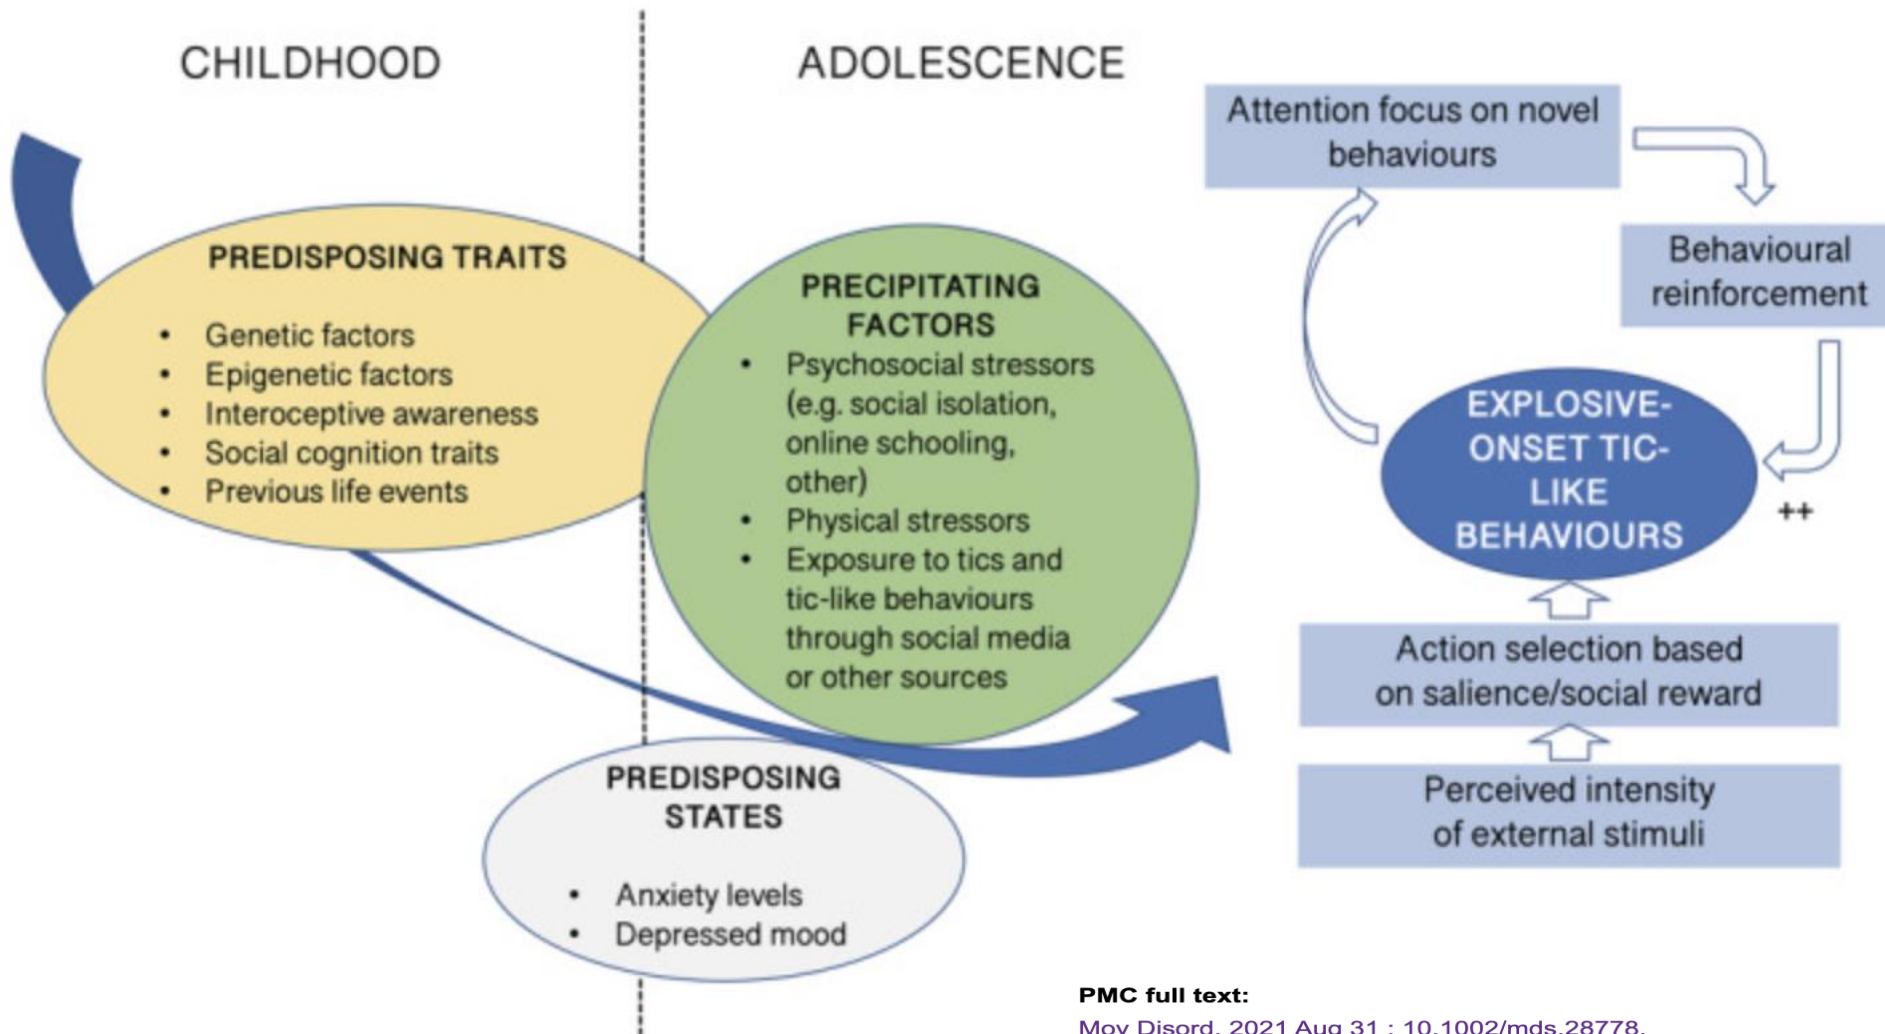 CHILDHOOD
ADOLESCENCE
PREDISPOSING TRAITS
• Genetic factors
• Epigenetic factors
• Interoceptive awareness
• Social cognition traits
• Previous life events
PRECIPITATING
FACTORS
• Psychosocial stressors
(e.g. social isolation,
online schooling,
other)
• Physical stressors
• Exposure to tics and
tic-like behaviours
through social media
or other sources
PREDISPOSING
STATES
• Anxiety levels
• Depressed mood
Attention focus on novel
behaviours
Behavioural
reinforcement
EXPLOSIVE-
ONSET TIC-
LIKE
BEHAVIOURS
++
Action selection based
on salience/social reward
Perceived intensity
of external stimuli
PMC full text:
Mov Disord. 2021 Aug 31 : 10.1002/mds.28778.